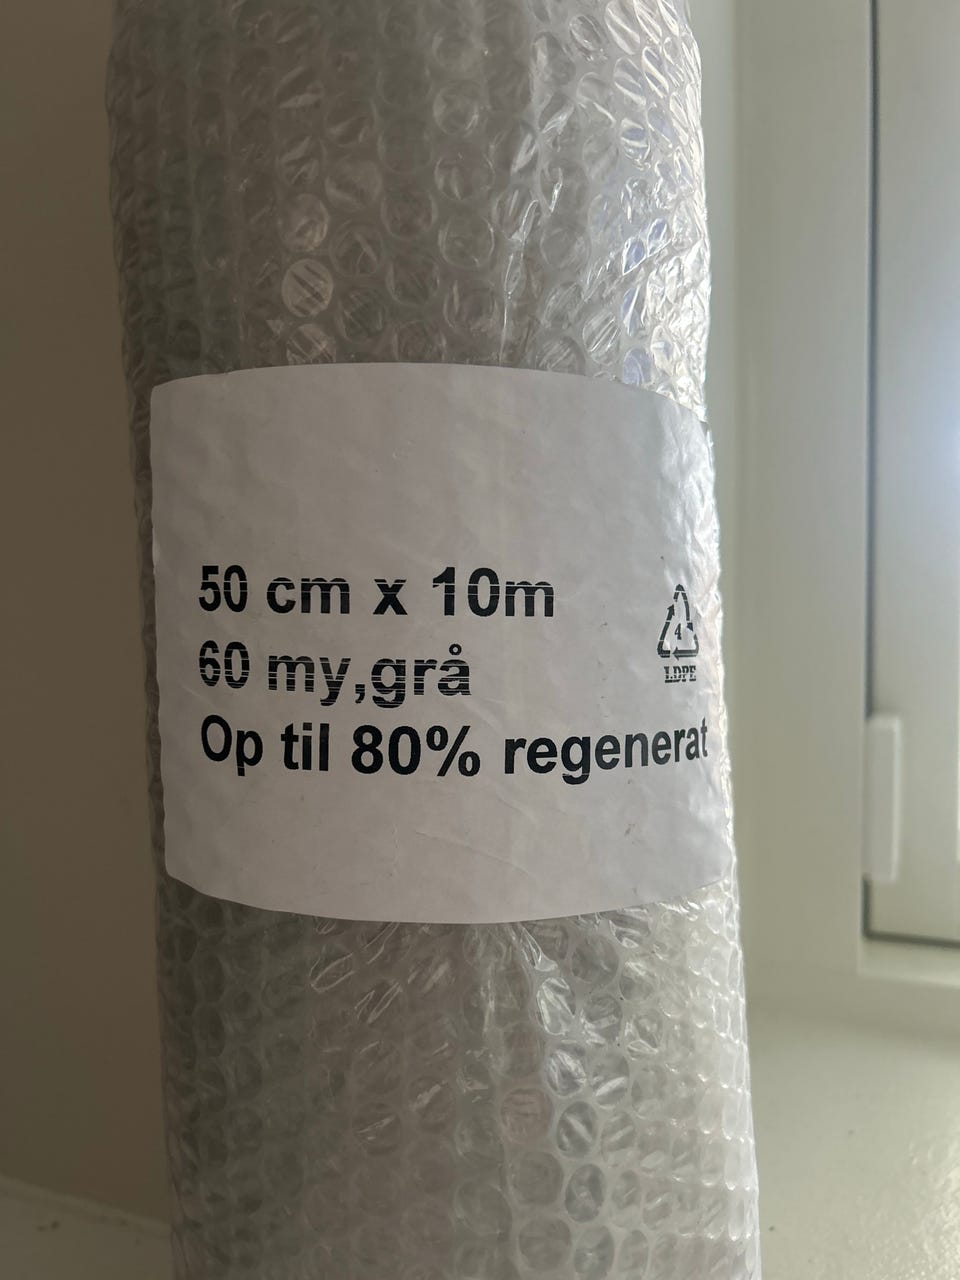 50 cm x 10m
60 my,grå
Op til 80% regenerat
4
LDPE